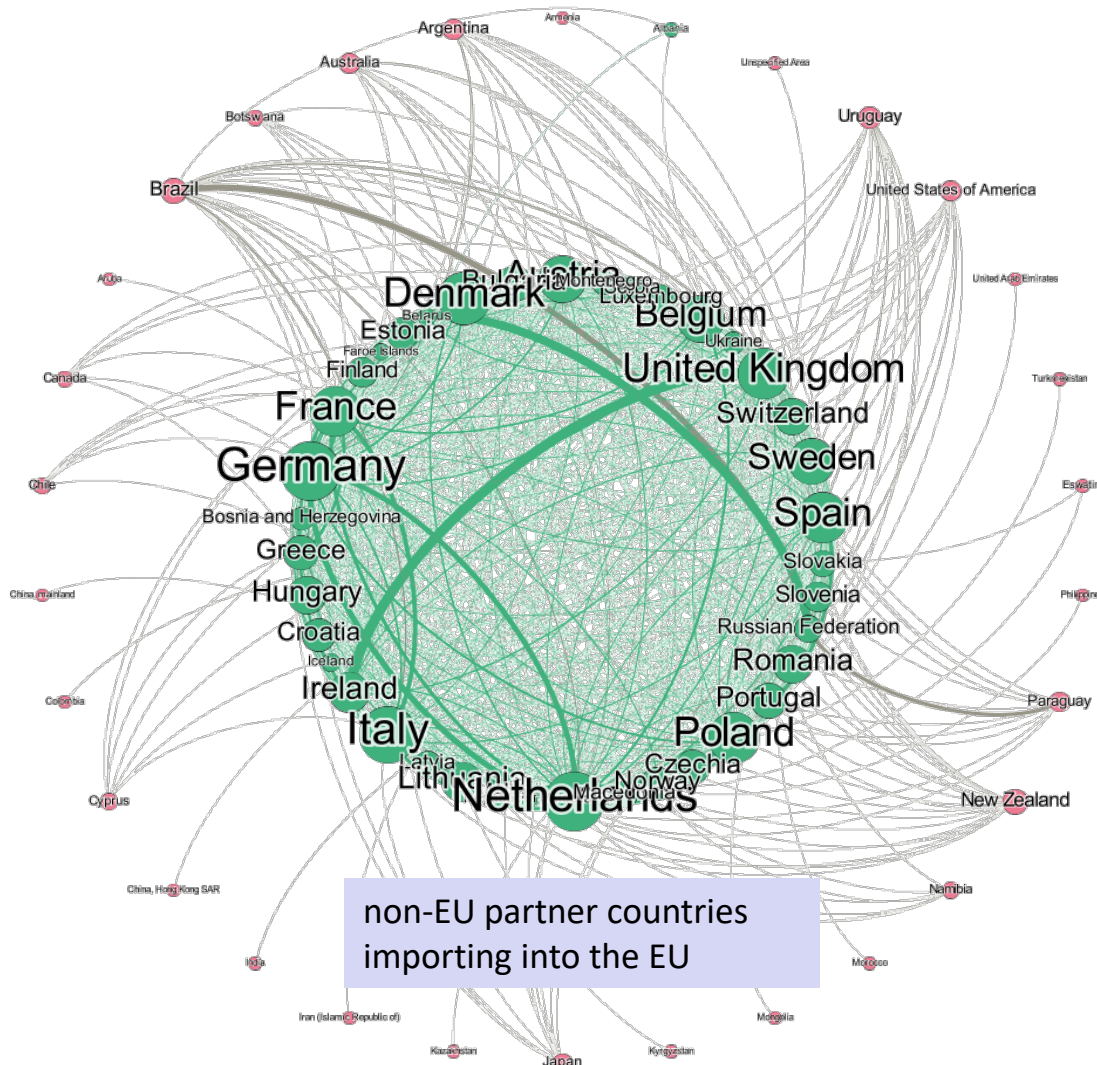 Armenia
Albania
Argentina
Australia
Unspecified Area
Botswana
Uruguay
Brazil
United States of America
Aruba
United Arab Emirates
Austria
Montenegro
Bulgaria
Serbia
Luxembourg
Denmark
Belgium
Belarus
Estonia
Ukraine
Faroe Islands
Finland
United Kingdom
Canada
France
Switzerland
Germany
Sweden
Chile
Bosnia and Herzegovina
Spain
Greece
Slovakia
Hungary
Slovenia
China, mainland
Croatia
Russian Federation
Iceland
Romania
Ireland
Portugal
Colombia
Paraguay
Italy
Poland
Latvia
Czechia
Lithuania
Norway
Netherlands
Macedonia
Cyprus
New Zealand
China, Hong Kong SAR
Namibia
non-EU partner countries
importing into the EU
India
Morocco
Iran (Islamic Republic of)
Mongolia
Kazakhstan
Japan
Kyrgyzstan